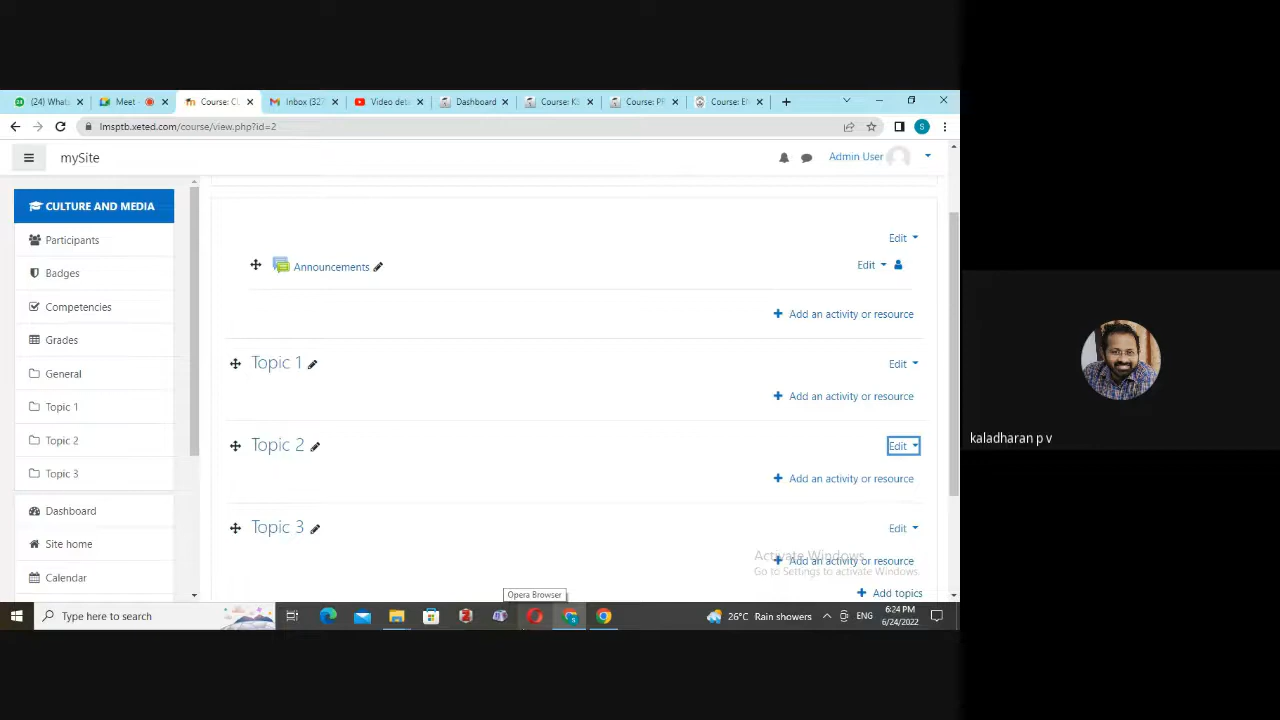 (24) What
Meet -
Course: Cl
Inbox (327
Video deta
Dashboard
Course: K
Course: PR
Course: E
lmsptb.xeted.com/course/view.php?id=2
S
mySite
Admin User
CULTURE AND MEDIA
Participants
Badges
Competencies
Grades
General
Topic 1
Topic 2
Topic 3
Dashboard
Site home
Calendar
Edit
Announcements
Edit
Add an activity or resource
Topic 1
Edit
Add an activity or resource
Topic 2
Edit
Add an activity or resource
Topic 3
Edit
Add an activity or resource
Add topics
Activate Windows
Go to Settings to activate Windows.
Opera Browser
Type here to search
26°C Rain showers
ENG
6:24 PM
6/24/2022
kaladharan p v